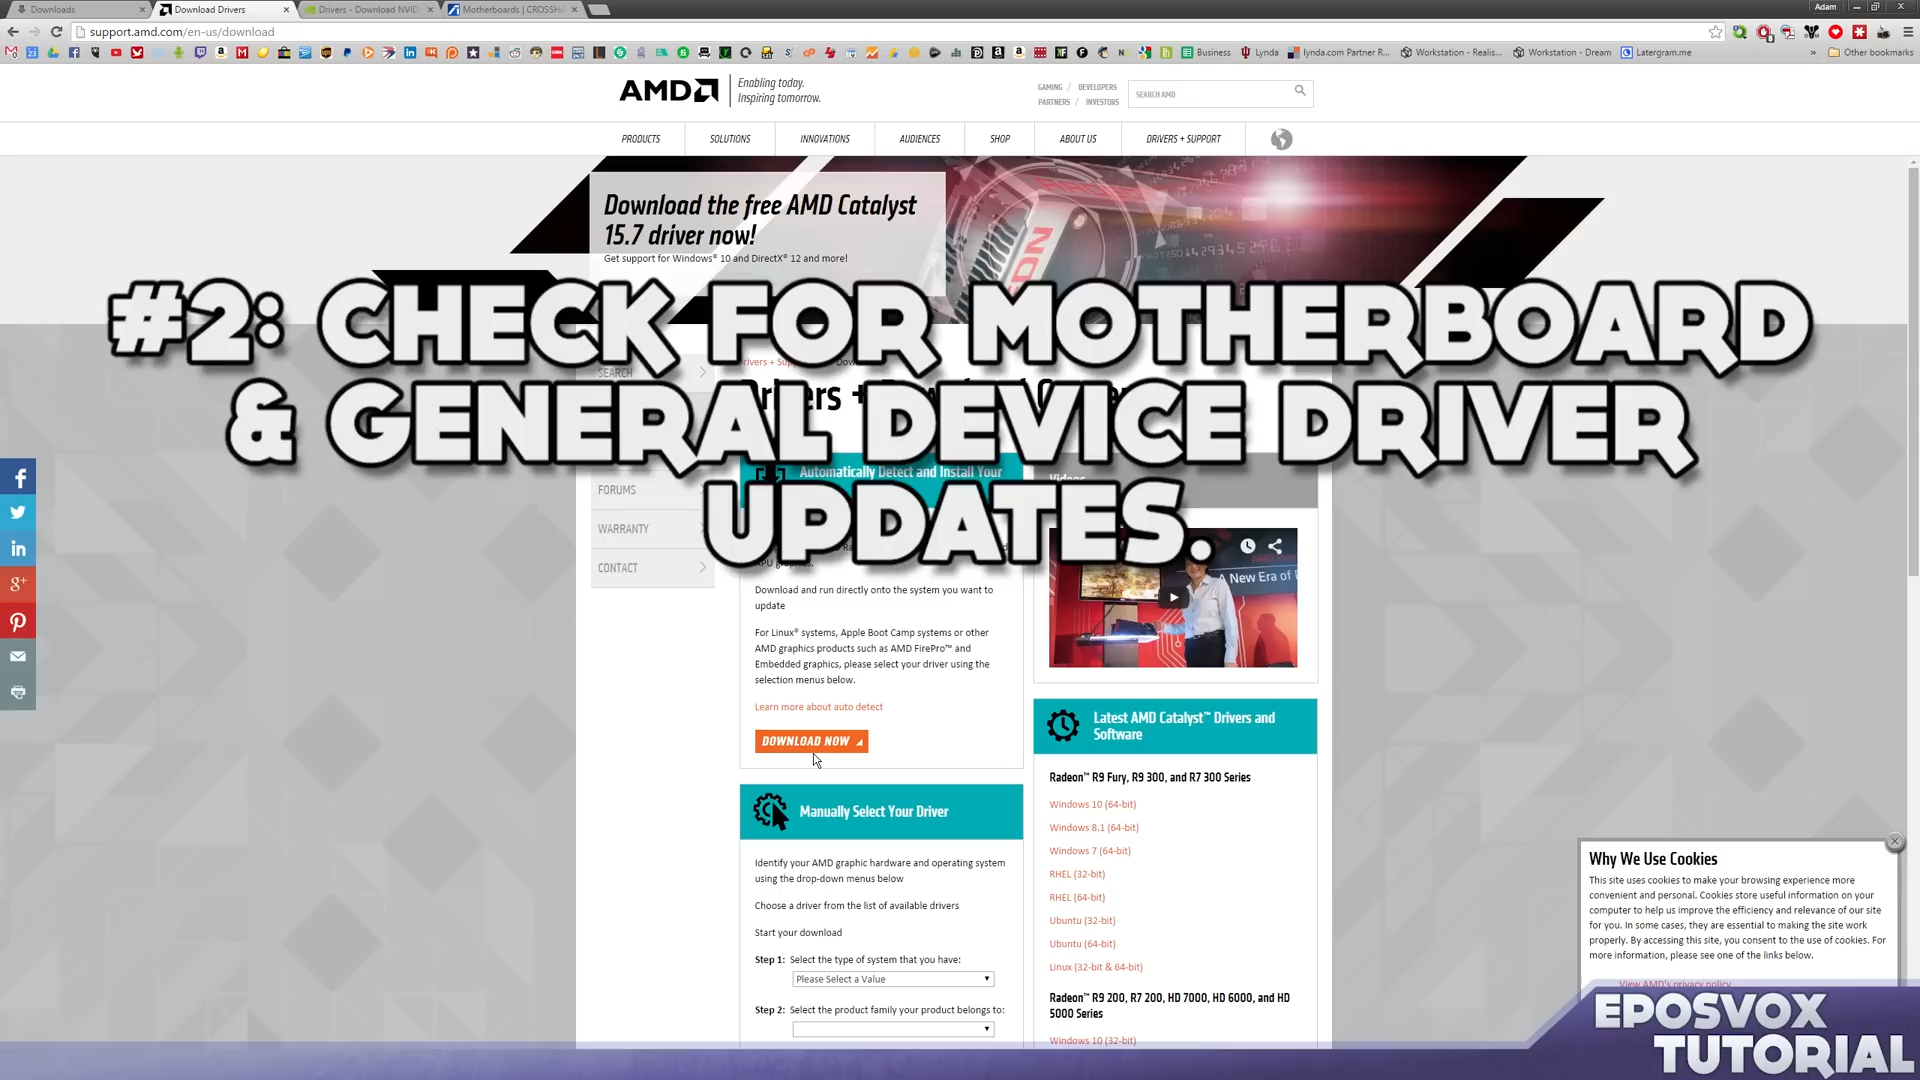 Downloads
Download Drivers
Drivers - Download NVID
Motherboards | CROSSHA
Adam
support.amd.com/en-us/download
Business
Lynda
lynda.com Partner R...
Workstation - Realis...
Workstation - Dream
Latergram.me
Other bookmarks
AMD
Enabling today.
Inspiring tomorrow.
GAMING / DEVELOPERS
PARTNERS / INVESTORS
SEARCH AMD
PRODUCTS
SOLUTIONS
INNOVATIONS
AUDIENCES
SHOP
ABOUT US
DRIVERS + SUPPORT
Download the free AMD Catalyst
15.7 driver now!
Get support for Windows® 10 and DirectX® 12 and more!
#2: CHECK FOR MOTHERBOARD
& GENERAL DEVICE DRIVER
UPDATES.
SEARCH
FORUMS
WARRANTY
CONTACT
Automatically Detect and Install Your
APU graphics.
Download and run directly onto the system you want to
update
For Linux® systems, Apple Boot Camp systems or other
AMD graphics products such as AMD FirePro™ and
Embedded graphics, please select your driver using the
selection menus below.
Learn more about auto detect
DOWNLOAD NOW
Manually Select Your Driver
Identify your AMD graphic hardware and operating system
using the drop-down menus below
Choose a driver from the list of available drivers
Start your download
Step 1: Select the type of system that you have:
Please Select a Value
Step 2: Select the product family your product belongs to:
Videos
A New Era of
Latest AMD Catalyst™ Drivers and
Software
Radeon™ R9 Fury, R9 300, and R7 300 Series
Windows 10 (64-bit)
Windows 8.1 (64-bit)
Windows 7 (64-bit)
RHEL (32-bit)
RHEL (64-bit)
Ubuntu (32-bit)
Ubuntu (64-bit)
Linux (32-bit & 64-bit)
Radeon™ R9 200, R7 200, HD 7000, HD 6000, and HD
5000 Series
Windows 10 (32-bit)
Why We Use Cookies
This site uses cookies to make your browsing experience more
convenient and personal. Cookies store useful information on your
computer to help us improve the efficiency and relevance of our site
for you. In some cases, they are essential to making the site work
properly. By accessing this site, you consent to the use of cookies. For
more information, please see one of the links below.
View AMD's privacy policy
EPOSVOX
TUTORIAL